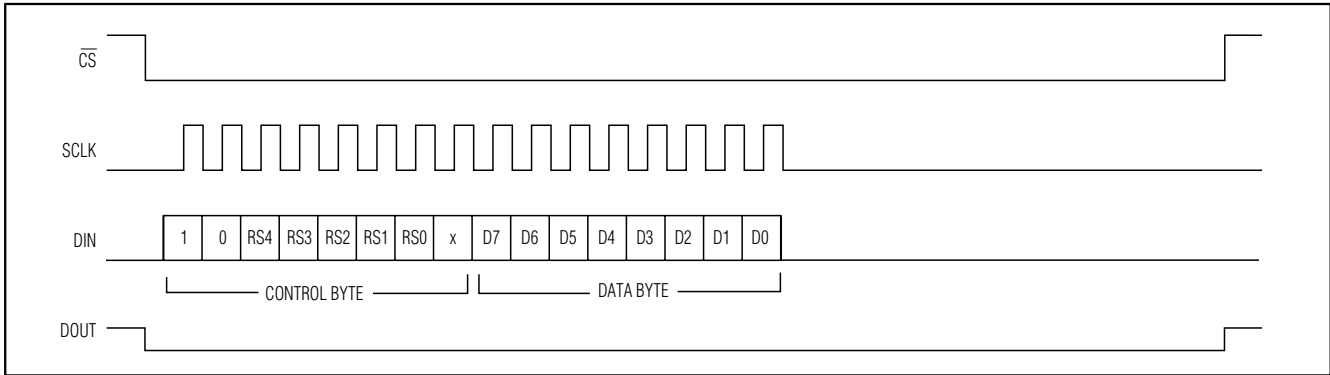 CS
SCLK
DIN 1 0 RS4 RS3 RS2 RS1 RS0 x D7 D6 D5 D4 D3 D2 D1 D0
CONTROL BYTE DATA BYTE
DOUT